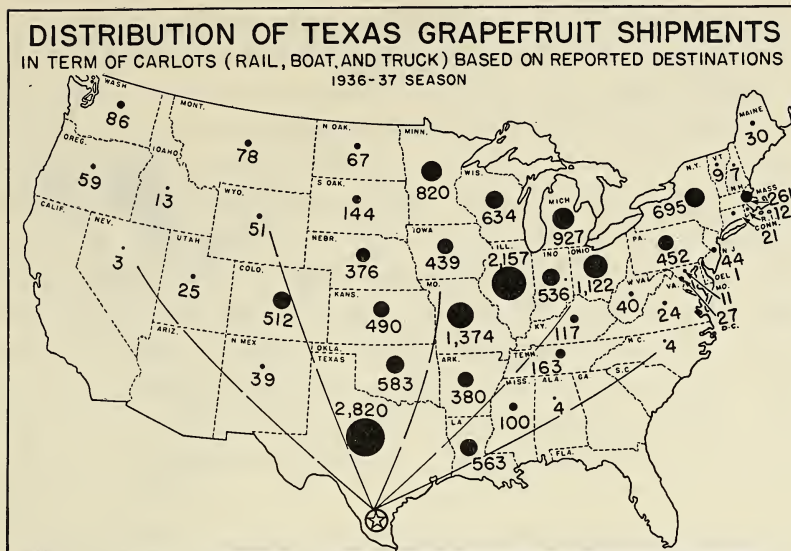 DISTRIBUTION OF TEXAS GRAPEFRUIT SHIPMENTS
IN TERM OF CARLOTS (RAIL, BOAT, AND TRUCK) BASED ON REPORTED DESTINATIONS
1936-37 SEASON
WASH
86
MONT.
78
N DAK.
67
MINN.
820
MAINE
30
OREG.
59
IDAHO
13
WYO.
51
S DAK.
144
WIS.
634
MICH
927
N.Y.
695
VT
9
N.H.
7
MASS
261
R.I.
12
CONN.
21
CALIF.
NEV.
3
UTAH
25
COLO.
512
NEBR.
376
IOWA
439
ILL.
2,157
IND
536
OHIO
1,122
PA.
452
N J
44
DEL
1
MD.
11
27
D.C.
W VA.
40
VA.
24
KANS.
490
MO.
1,374
KY.
117
ARIZ.
N MEX
39
OKLA.
583
TEXAS
2,820
ARK.
380
TENN.
163
N.C.
4
S.C.
MISS.
100
ALA.
4
GA
LA
563
FLA.